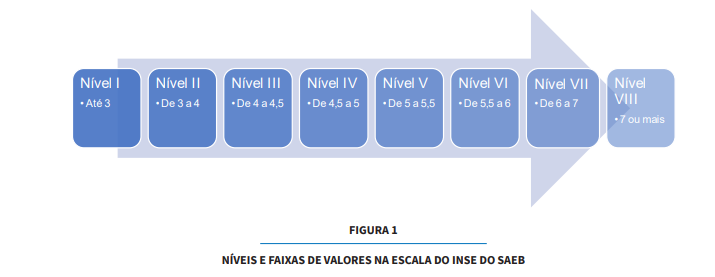 Nível I
• Até 3
Nível II
• De 3 a 4
Nível III
• De 4 a 4,5
Nível IV
• De 4,5 a 5
Nível V
• De 5 a 5,5
Nível VI
• De 5,5 a 6
Nível VII
• De 6 a 7
Nível
VIII
• 7 ou mais
FIGURA 1
NÍVEIS E FAIXAS DE VALORES NA ESCALA DO INSE DO SAEB